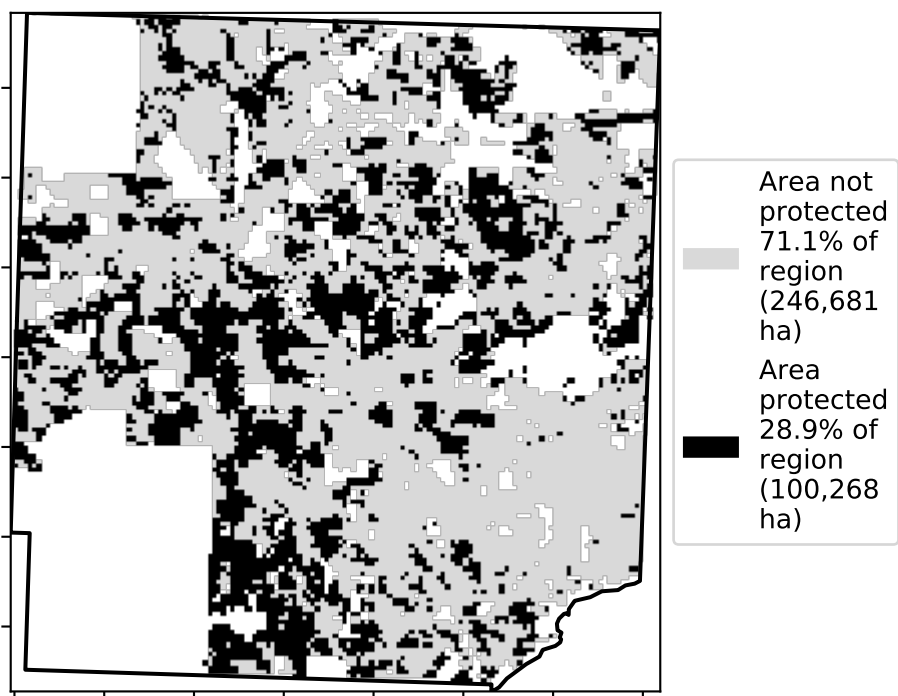 Area not
protected
71.1% of
region
(246,681
ha)
Area
protected
28.9% of
region
(100,268
ha)